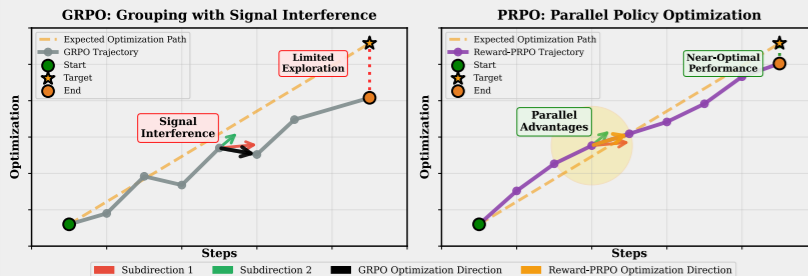 GRPO: Grouping with Signal Interference
Expected Optimization Path
GRPO Trajectory
Start
Target
End
Limited
Exploration
Signal
Interference
Optimization
Steps
PRPO: Parallel Policy Optimization
Expected Optimization Path
Reward-PRPO Trajectory
Start
Target
End
Near-Optimal
Performance
Parallel
Advantages
Optimization
Steps
Subdirection 1
Subdirection 2
GRPO Optimization Direction
Reward-PRPO Optimization Direction